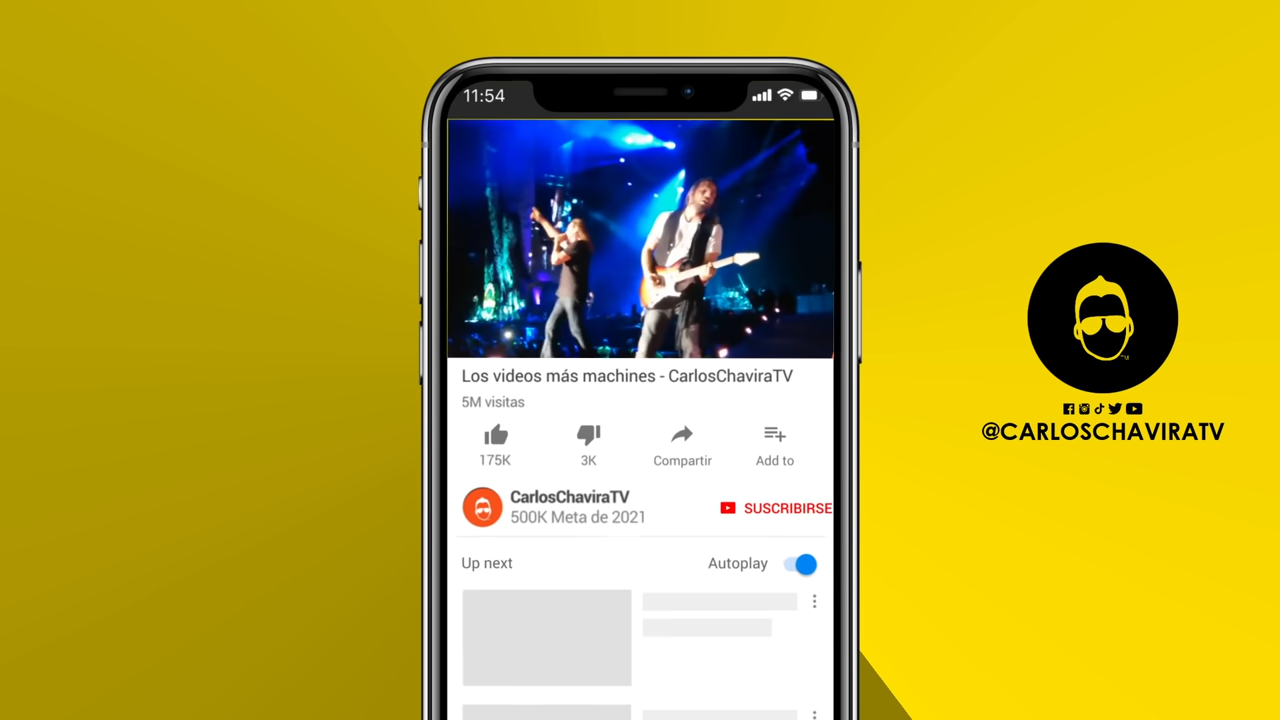 11:54
Los videos más machines - CarlosChaviraTV
5M visitas
175K
3K
Compartir
Add to
CarlosChaviraTV
500K Meta de 2021
SUSCRIBIRSE
Up next
Autoplay
TM
@CARLOSCHAVIRATV